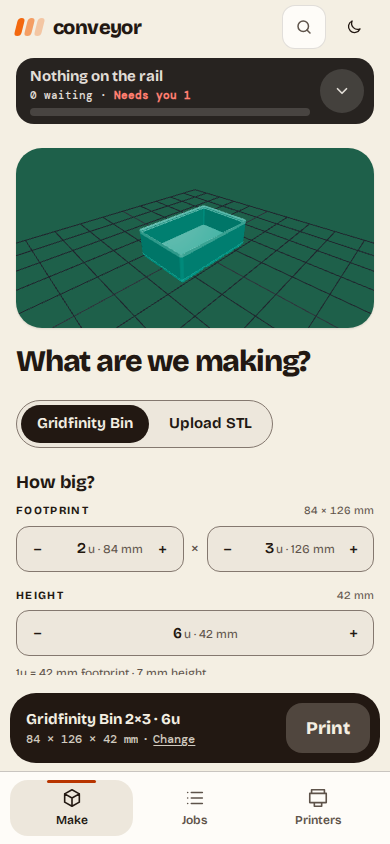 conveyor
Nothing on the rail
0 waiting · Needs you 1
What are we making?
Gridfinity Bin
Upload STL
How big?
FOOTPRINT
84 × 126 mm
− 2 u · 84 mm + × − 3 u · 126 mm +
HEIGHT
42 mm
− 6 u · 42 mm +
1u = 42 mm footprint · 7 mm height
Gridfinity Bin 2×3 · 6u
84 × 126 × 42 mm · Change
Print
Make
Jobs
Printers